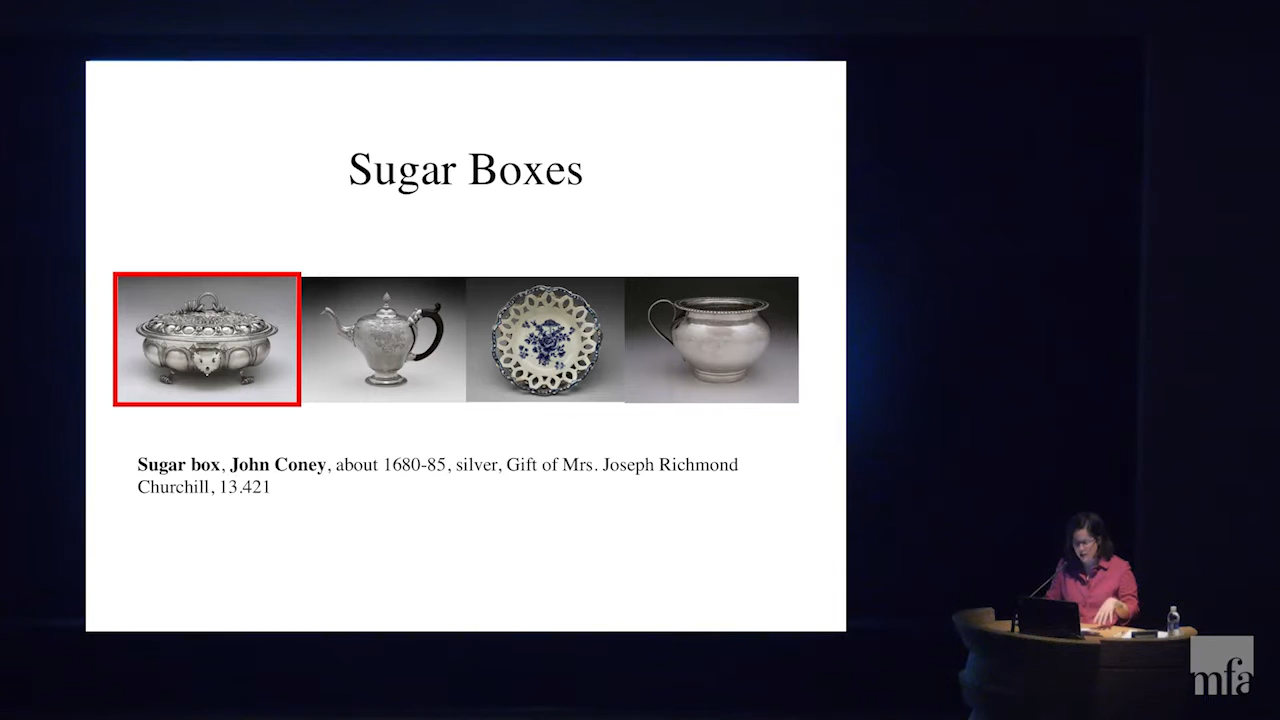 Sugar Boxes
Sugar box, John Coney, about 1680-85, silver, Gift of Mrs. Joseph Richmond
Churchill, 13.421
mfa